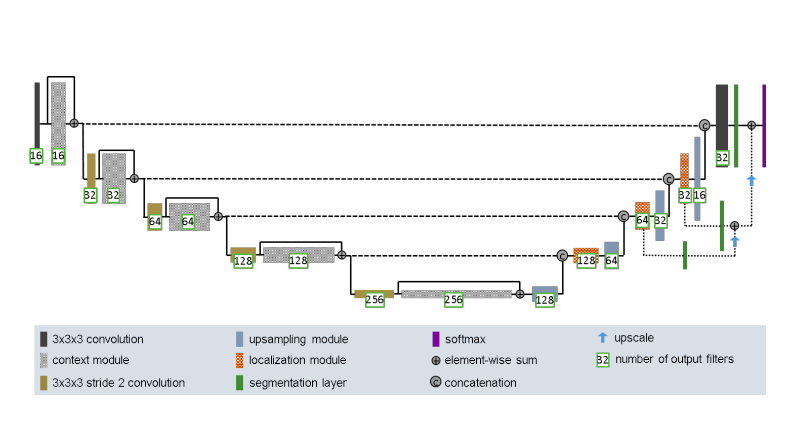 C
C
C
C
16
16
32
32
32
32
16
64
64
64
32
128
128
128
64
256
256
128
3x3x3 convolution
context module
3x3x3 stride 2 convolution
upsampling module
localization module
segmentation layer
softmax
element-wise sum
C concatenation
upscale
32 number of output filters